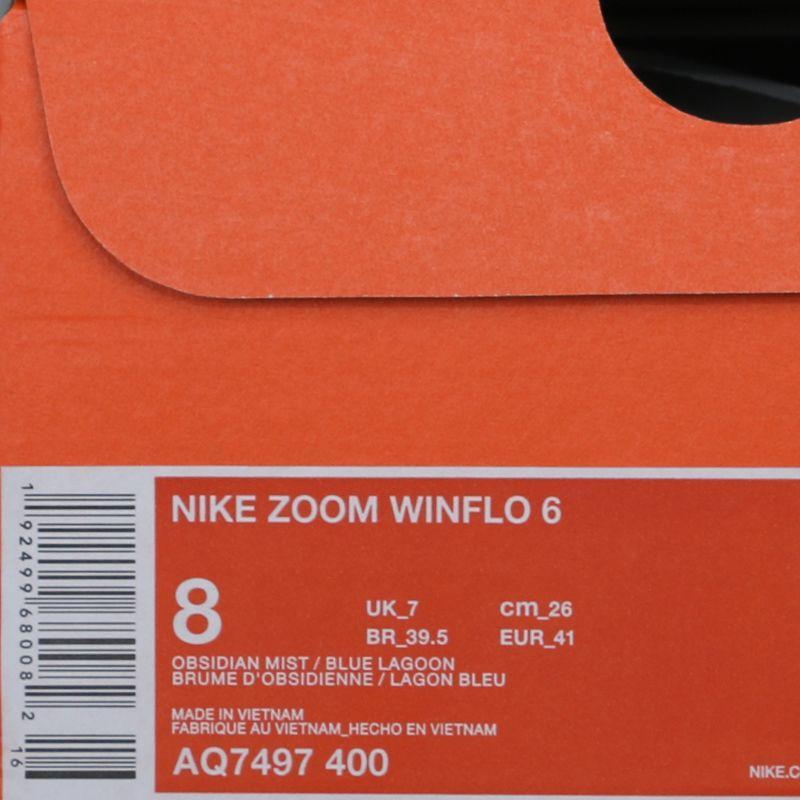 NIKE ZOOM WINFLO 6
8
UK_7 cm_26
BR_39.5 EUR_41
OBSIDIAN MIST / BLUE LAGOON
BRUME D'OBSIDIENNE / LAGON BLEU
MADE IN VIETNAM
FABRIQUE AU VIETNAM_HECHO EN VIETNAM
AQ7497 400
NIKE.C
1 92499 68008 2
16